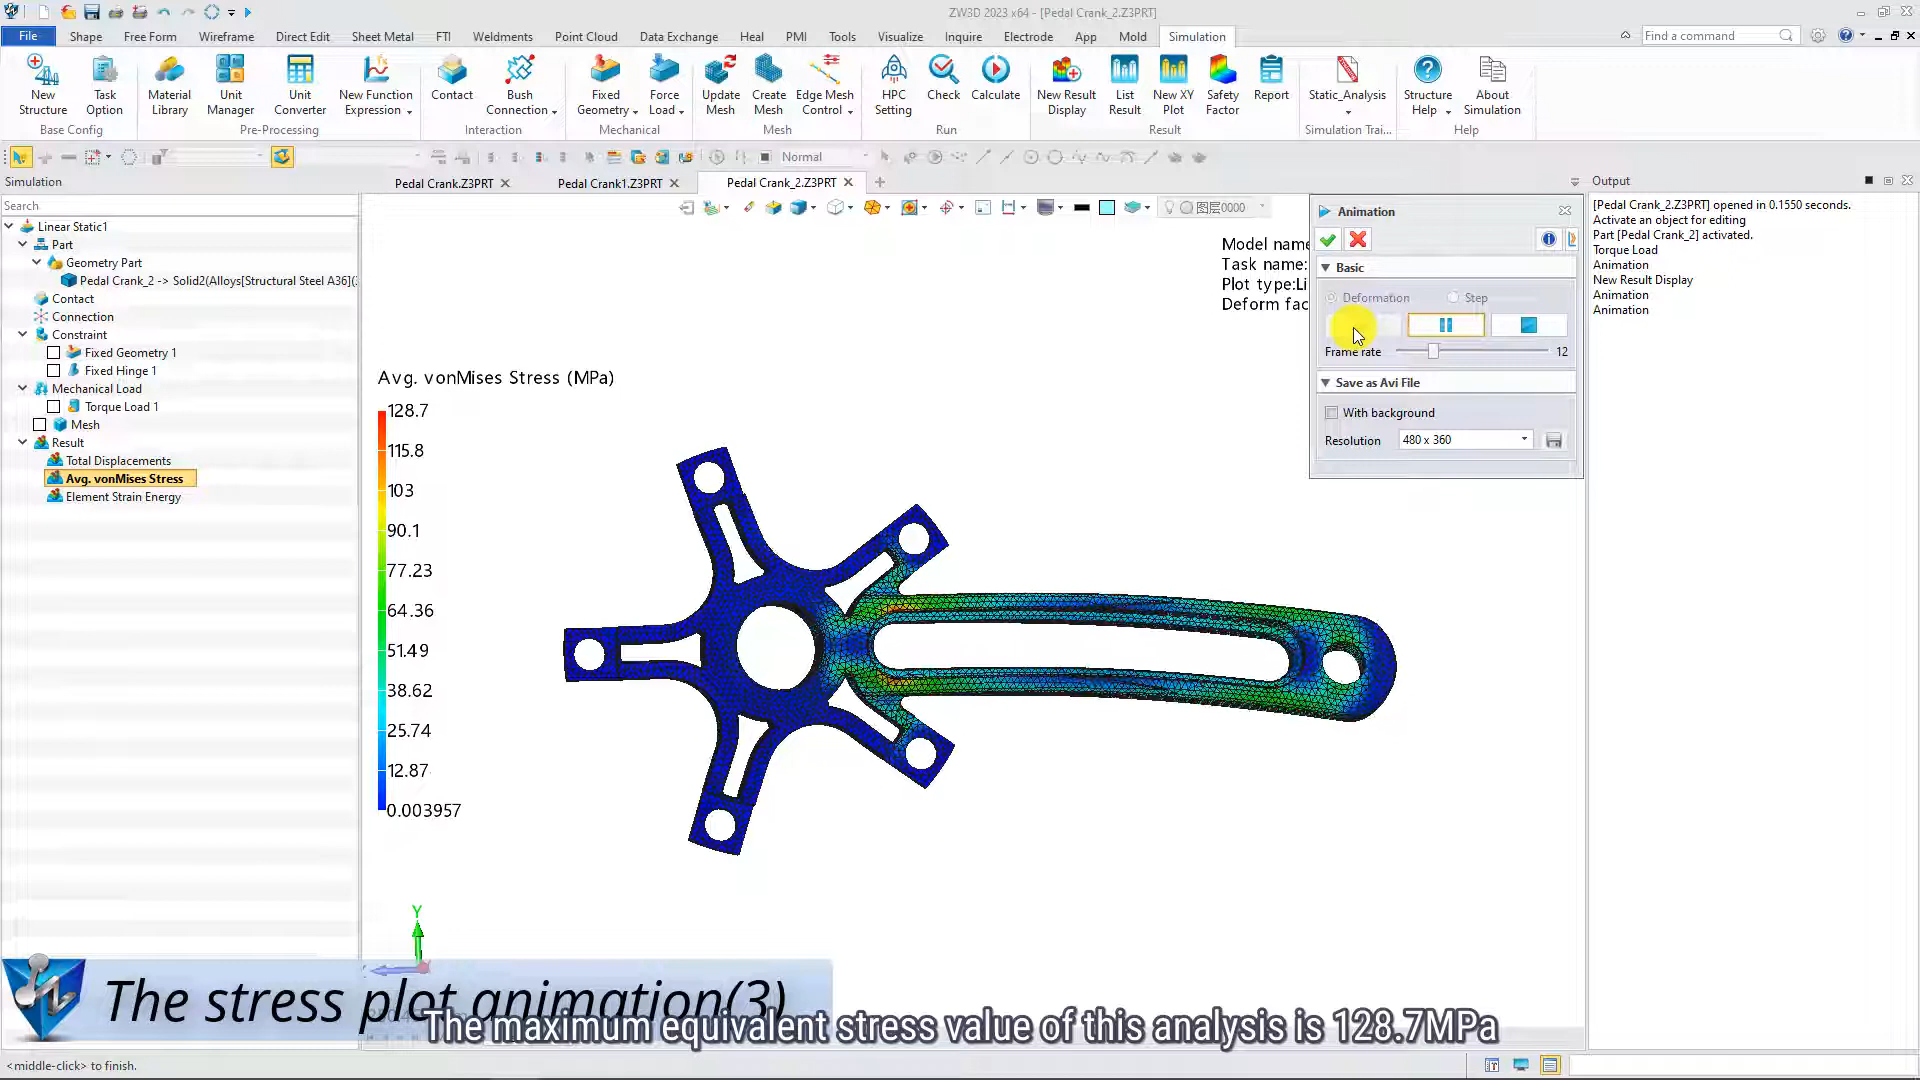 ZW3D 2023 x64 - [Pedal Crank_2.Z3PRT]
File Shape Free Form Wireframe Direct Edit Sheet Metal FTI Weldments Point Cloud Data Exchange Heal PMI Tools Visualize Inquire Electrode App Mold Simulation Find a command
New Structure Task Option Material Library Unit Manager Unit Converter New Function Expression Contact Bush Connection Fixed Geometry Force Load Update Mesh Create Mesh Edge Mesh Control HPC Setting Check Calculate New Result Display List Result New XY Plot Safety Factor Report Static_Analysis Structure Help About Simulation
Base Config Pre-Processing Interaction Mechanical Mesh Run Result Simulation Trai... Help
Normal
Simulation
Pedal Crank.Z3PRT Pedal Crank1.Z3PRT Pedal Crank_2.Z3PRT
Output
Search
图层0000
Linear Static1
Part
Geometry Part
Pedal Crank_2 -> Solid2(Alloys[Structural Steel A36](:
Contact
Connection
Constraint
Fixed Geometry 1
Fixed Hinge 1
Mechanical Load
Torque Load 1
Mesh
Result
Total Displacements
Avg. vonMises Stress
Element Strain Energy
Model name
Task name:
Plot type:Li
Deform fac
Avg. vonMises Stress (MPa)
128.7
115.8
103
90.1
77.23
64.36
51.49
38.62
25.74
12.87
0.003957
Y
Animation
Basic
Deformation Step
Frame rate 12
Save as Avi File
With background
Resolution 480 x 360
[Pedal Crank_2.Z3PRT] opened in 0.1550 seconds.
Activate an object for editing
Part [Pedal Crank_2] activated.
Torque Load
Animation
New Result Display
Animation
Animation
The stress plot animation(3)
The maximum equivalent stress value of this analysis is 128.7MPa
<middle-click> to finish.